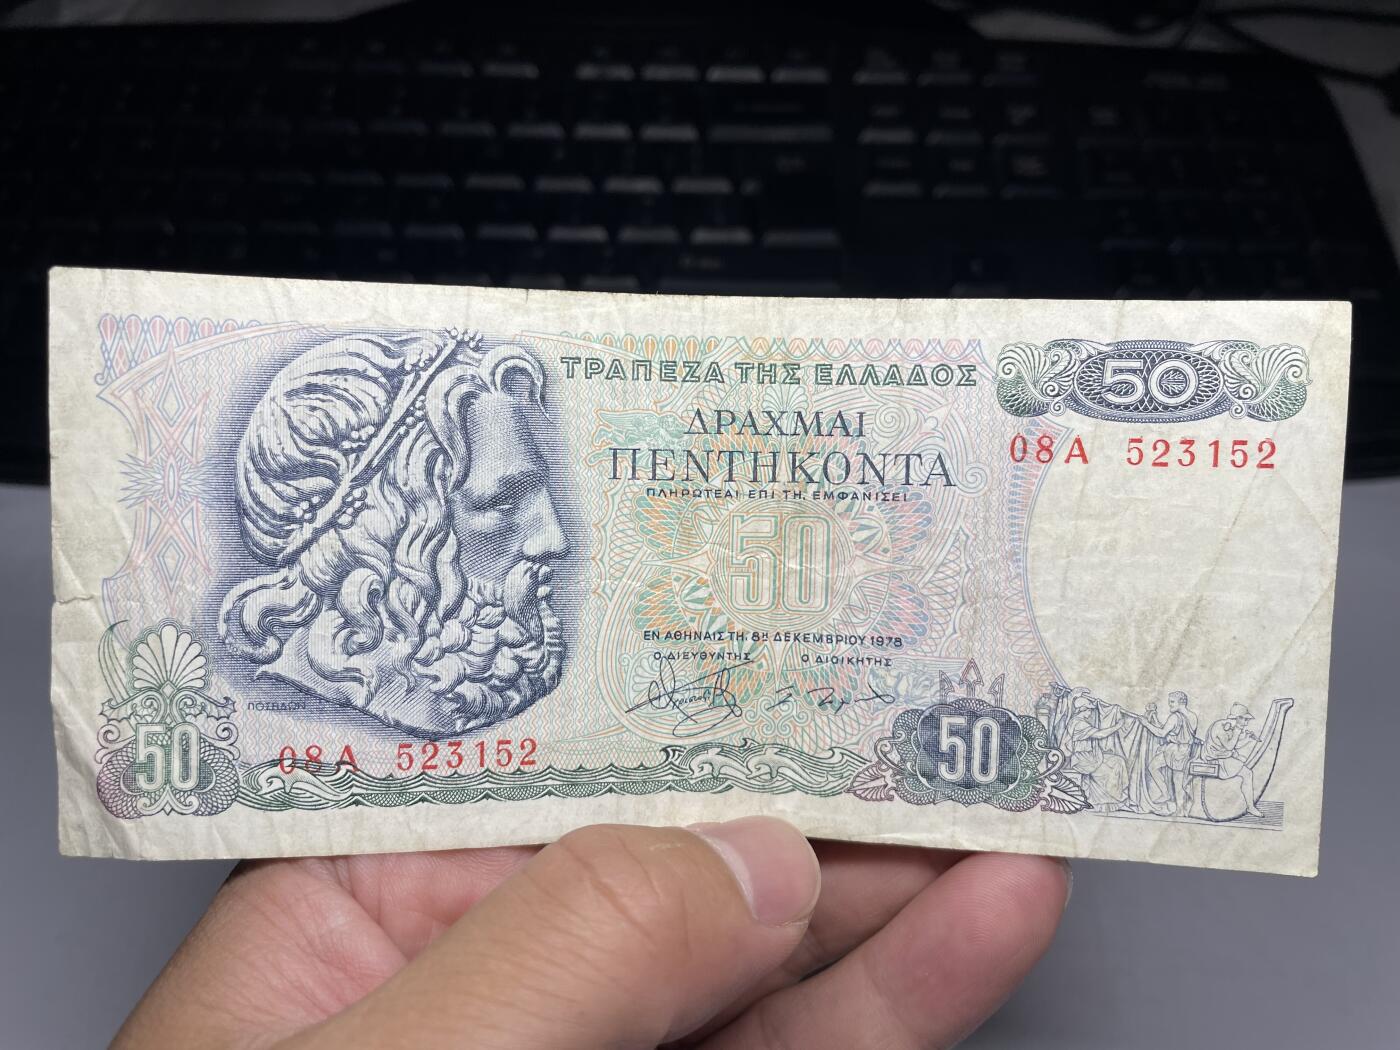 ΤΡΑΠΕΖΑ ΤΗΣ ΕΛΛΑΔΟΣ
50
ΔΡΑΧΜΑΙ
ΠΕΝΤΗΚΟΝΤΑ
ΠΛΗΡΩΤΕΑΙ ΕΠΙ ΤΗ, ΕΜΦΑΝΙΣΕΙ
08A 523152
50
ΕΝ ΑΘΗΝΑΙΣ ΤΗ, 8Η ΔΕΚΕΜΒΡΙΟΥ 1978
Ο ΔΙΕΥΘΥΝΤΗΣ Ο ΔΙΟΙΚΗΤΗΣ
ΠΟΣΕΙΔΩΝ
08A 523152
50
50